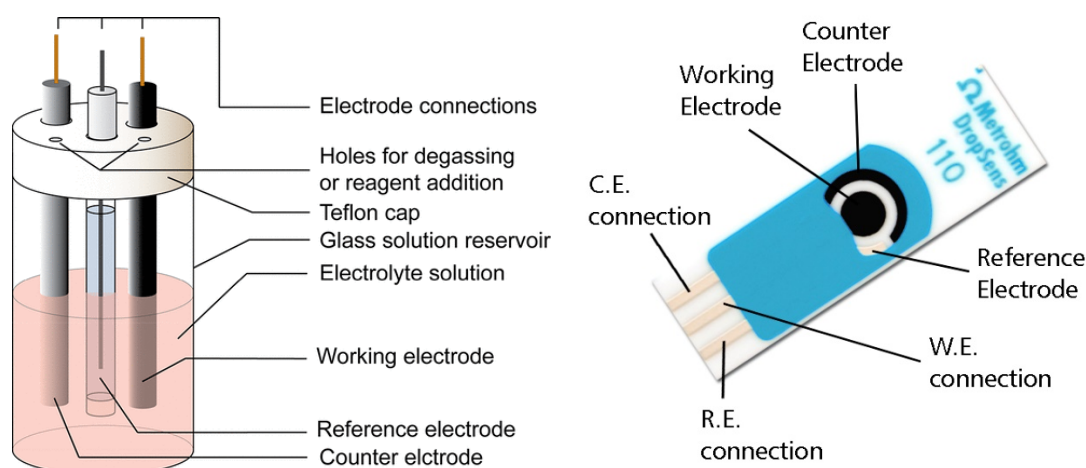 Electrode connections
Holes for degassing
or reagent addition
Teflon cap
Glass solution reservoir
Electrolyte solution
Working electrode
Reference electrode
Counter elctrode
Counter
Electrode
Working
Electrode
C.E.
connection
Reference
Electrode
W.E.
connection
R.E.
connection
Ω Metrohm
DropSens
110